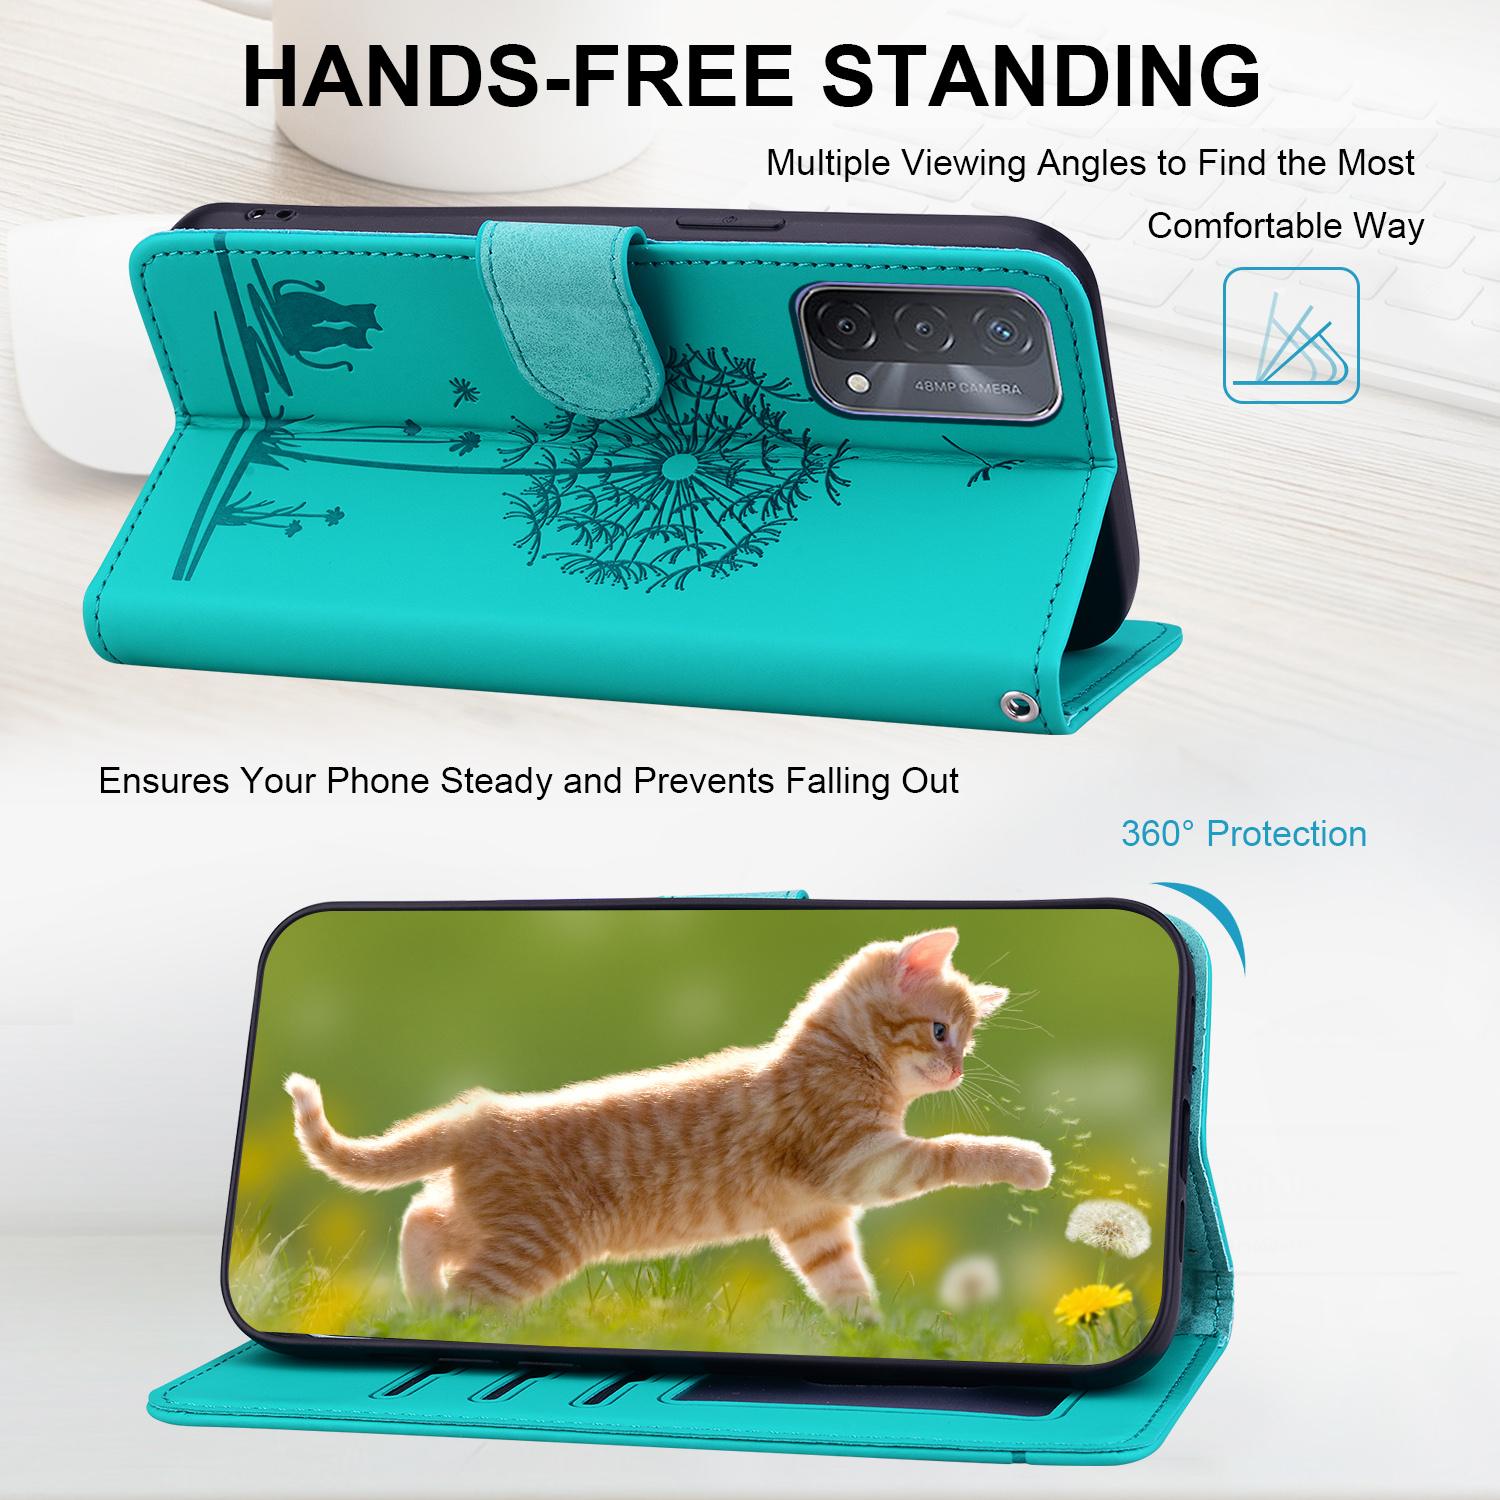 HANDS-FREE STANDING
Multiple Viewing Angles to Find the Most
Comfortable Way
48MP CAMERA
Ensures Your Phone Steady and Prevents Falling Out
360° Protection